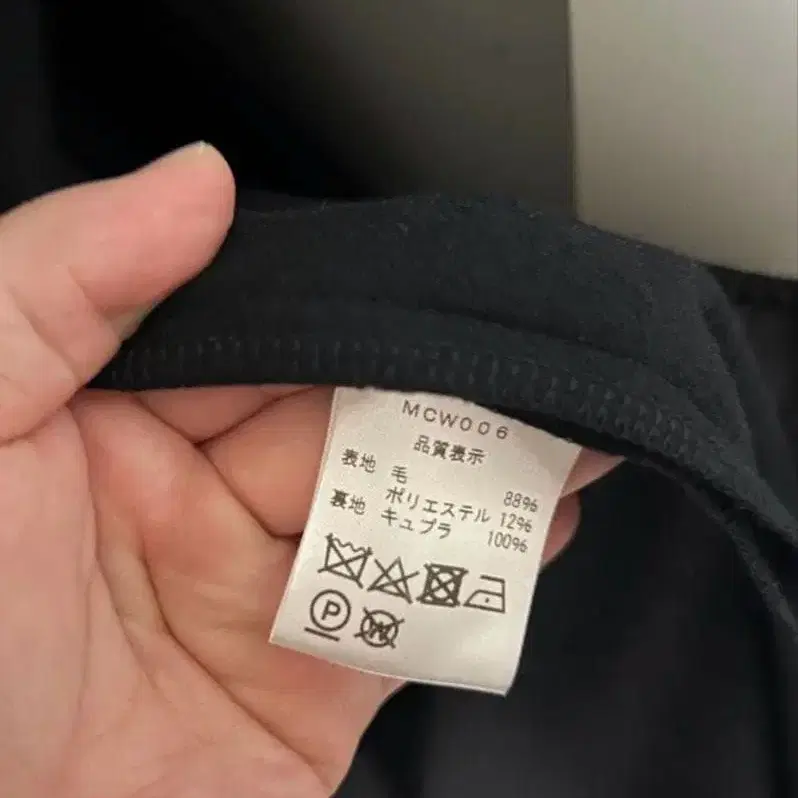 MCW006
品質表示
表地 毛 88%
ポリエステル 12%
裏地 キュプラ 100%
P
W